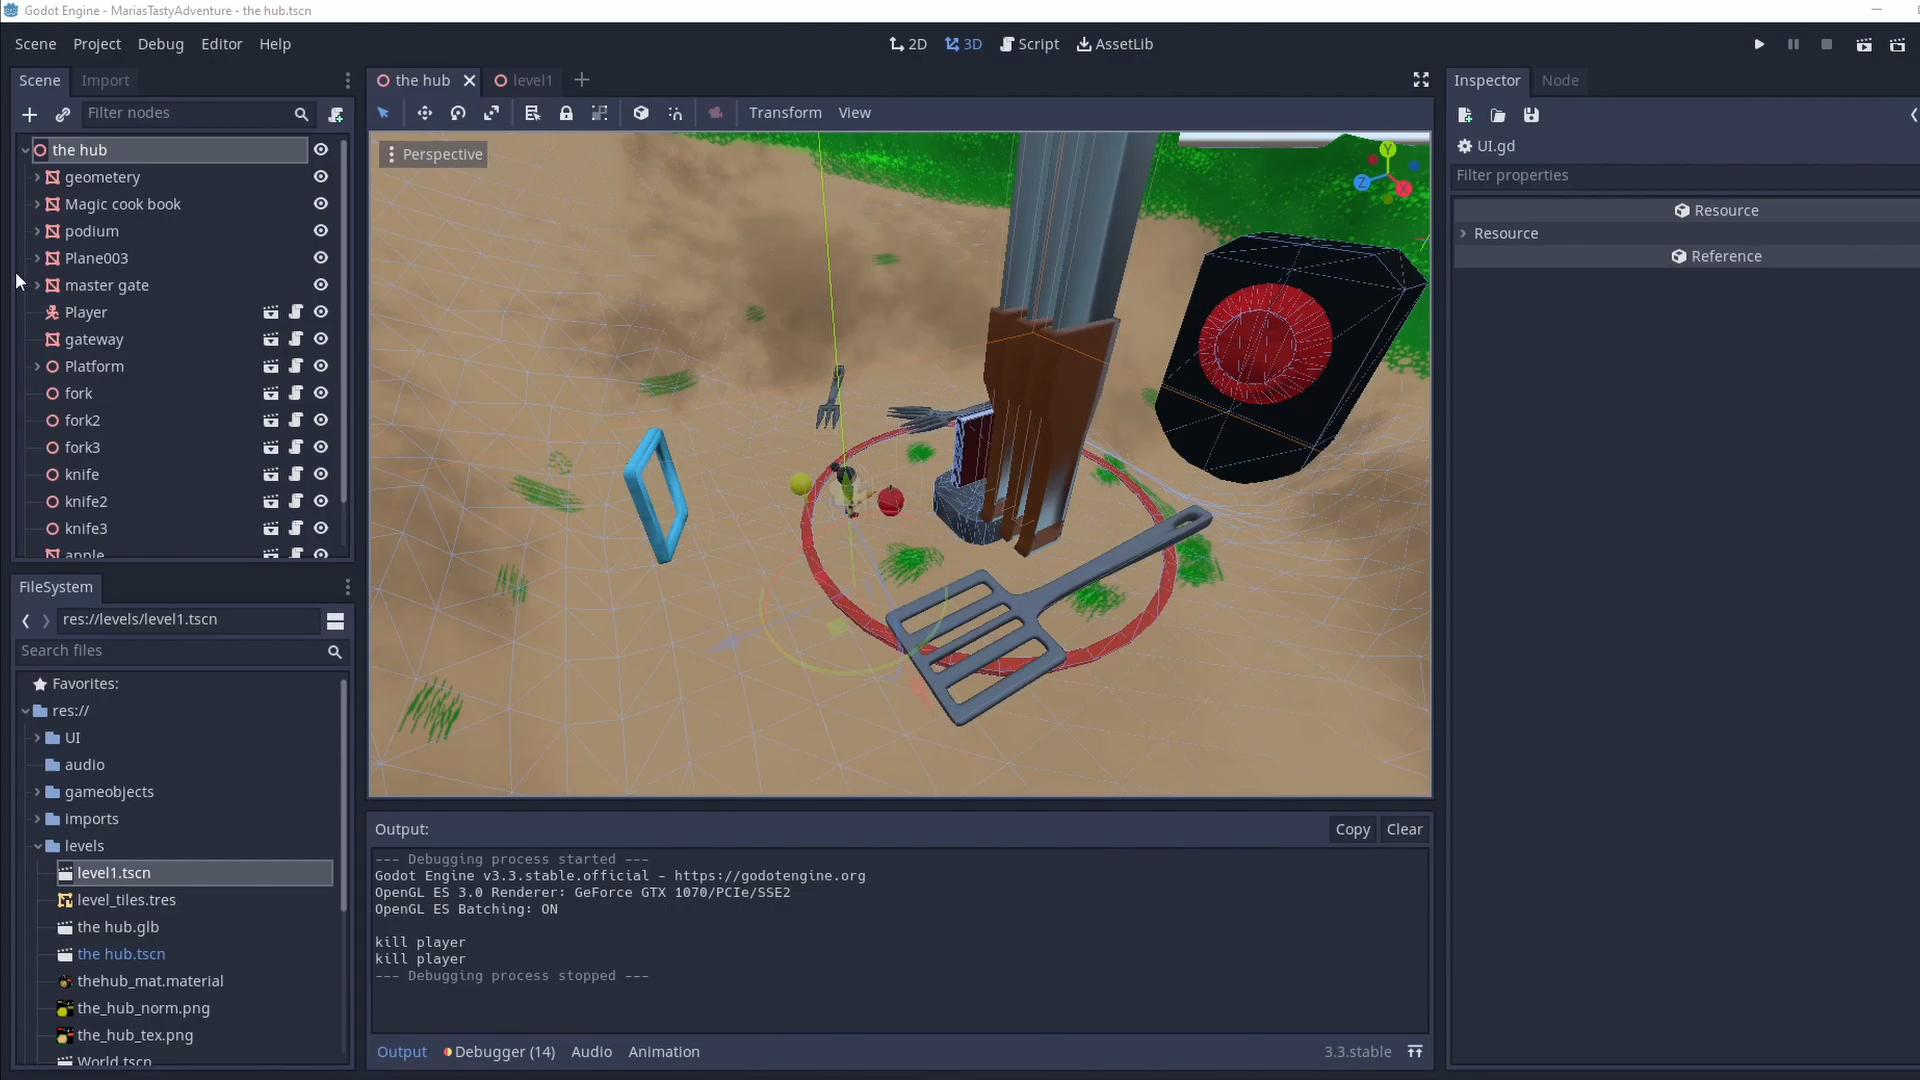 Godot Engine - MariasTastyAdventure - the hub.tscn
Scene Project Debug Editor Help
2D 3D Script AssetLib
Scene Import
Filter nodes
the hub
geometery
Magic cook book
podium
Plane003
master gate
Player
gateway
Platform
fork
fork2
fork3
knife
knife2
knife3
apple
FileSystem
res://levels/level1.tscn
Search files
Favorites:
res://
UI
audio
gameobjects
imports
levels
level1.tscn
level_tiles.tres
the hub.glb
the hub.tscn
thehub_mat.material
the_hub_norm.png
the_hub_tex.png
World.tscn
the hub level1
Transform View
Perspective
Y
Z
X
Output: Copy Clear
--- Debugging process started ---
Godot Engine v3.3.stable.official - https://godotengine.org
OpenGL ES 3.0 Renderer: GeForce GTX 1070/PCIe/SSE2
OpenGL ES Batching: ON
kill player
kill player
--- Debugging process stopped ---
Output Debugger (14) Audio Animation 3.3.stable
Inspector Node
UI.gd
Filter properties
Resource
Resource
Reference